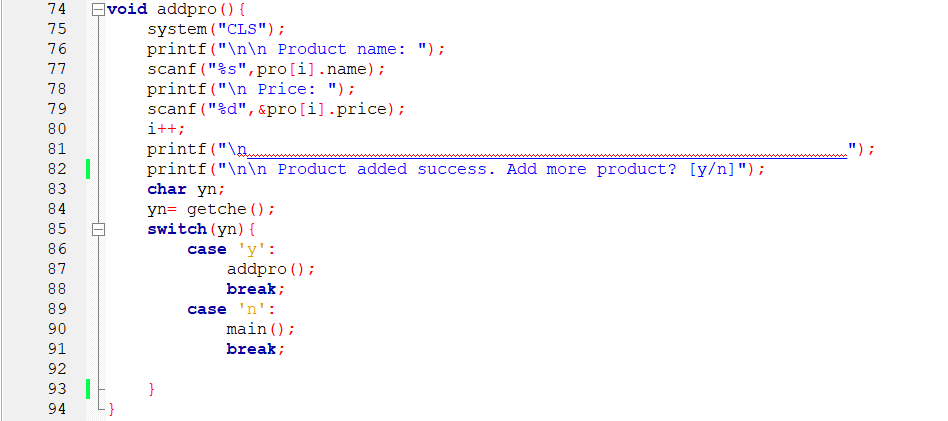 74 void addpro(){
75 system("CLS");
76 printf("\n\n Product name: ");
77 scanf("%s",pro[i].name);
78 printf("\n Price: ");
79 scanf("%d",&pro[i].price);
80 i++;
81 printf("\n____________________________________________________________");
82 printf("\n\n Product added success. Add more product? [y/n]");
83 char yn;
84 yn= getche();
85 switch(yn){
86 case 'y':
87 addpro();
88 break;
89 case 'n':
90 main();
91 break;
92
93 }
94 }